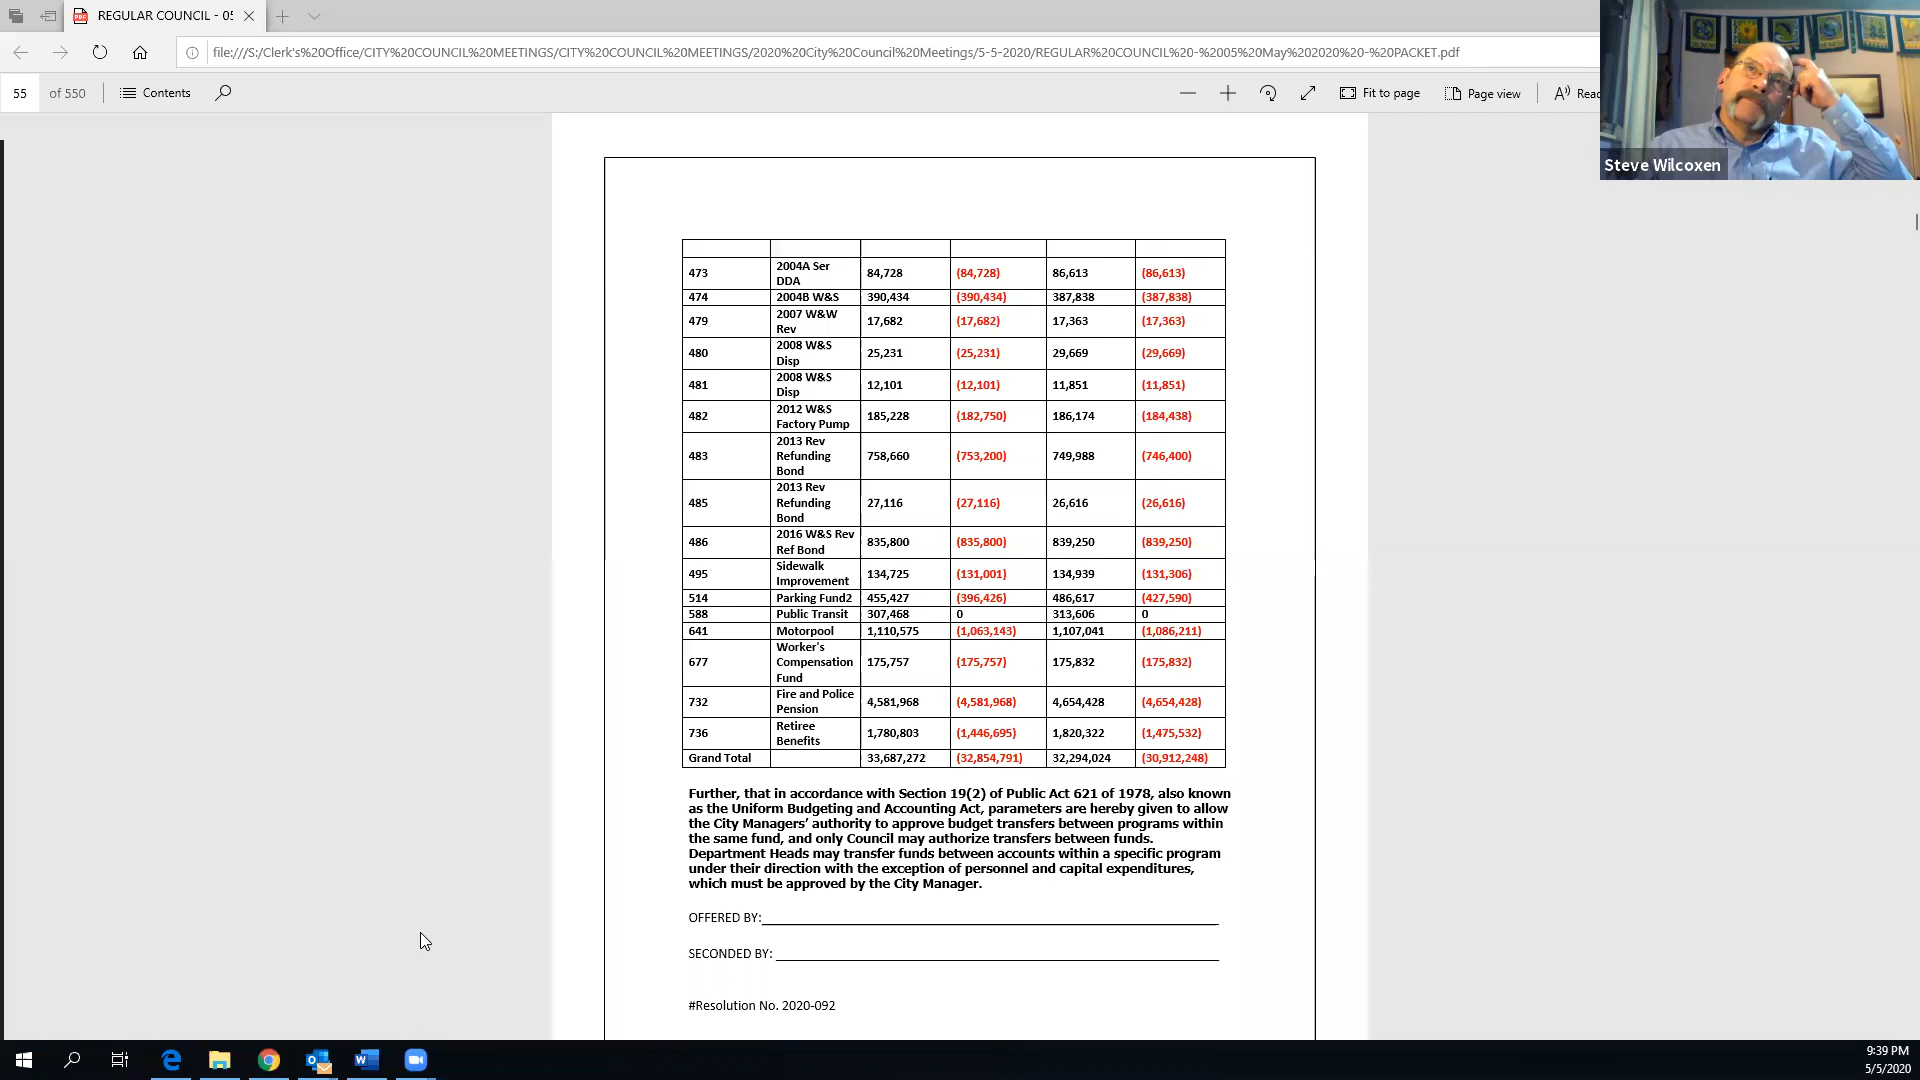 REGULAR COUNCIL - 05
file:///S:/Clerk's%20Office/CITY%20COUNCIL%20MEETINGS/CITY%20COUNCIL%20MEETINGS/2020%20City%20Council%20Meetings/5-5-2020/REGULAR%20COUNCIL%20-%2005%20May%202020%20-%20PACKET.pdf
55 of 550 Contents Fit to page Page view Read
Steve Wilcoxen
473 2004A Ser DDA 84,728 (84,728) 86,613 (86,613)
474 2004B W&S 390,434 (390,434) 387,838 (387,838)
479 2007 W&W Rev 17,682 (17,682) 17,363 (17,363)
480 2008 W&S Disp 25,231 (25,231) 29,669 (29,669)
481 2008 W&S Disp 12,101 (12,101) 11,851 (11,851)
482 2012 W&S Factory Pump 185,228 (182,750) 186,174 (184,438)
483 2013 Rev Refunding Bond 758,660 (753,200) 749,988 (746,400)
485 2013 Rev Refunding Bond 27,116 (27,116) 26,616 (26,616)
486 2016 W&S Rev Ref Bond 835,800 (835,800) 839,250 (839,250)
495 Sidewalk Improvement 134,725 (131,001) 134,939 (131,306)
514 Parking Fund2 455,427 (396,426) 486,617 (427,590)
588 Public Transit 307,468 0 313,606 0
641 Motorpool 1,110,575 (1,063,143) 1,107,041 (1,086,211)
677 Worker's Compensation Fund 175,757 (175,757) 175,832 (175,832)
732 Fire and Police Pension 4,581,968 (4,581,968) 4,654,428 (4,654,428)
736 Retiree Benefits 1,780,803 (1,446,695) 1,820,322 (1,475,532)
Grand Total 33,687,272 (32,854,791) 32,294,024 (30,912,248)
Further, that in accordance with Section 19(2) of Public Act 621 of 1978, also known
as the Uniform Budgeting and Accounting Act, parameters are hereby given to allow
the City Managers' authority to approve budget transfers between programs within
the same fund, and only Council may authorize transfers between funds.
Department Heads may transfer funds between accounts within a specific program
under their direction with the exception of personnel and capital expenditures,
which must be approved by the City Manager.
OFFERED BY:
SECONDED BY:
#Resolution No. 2020-092
9:39 PM
5/5/2020